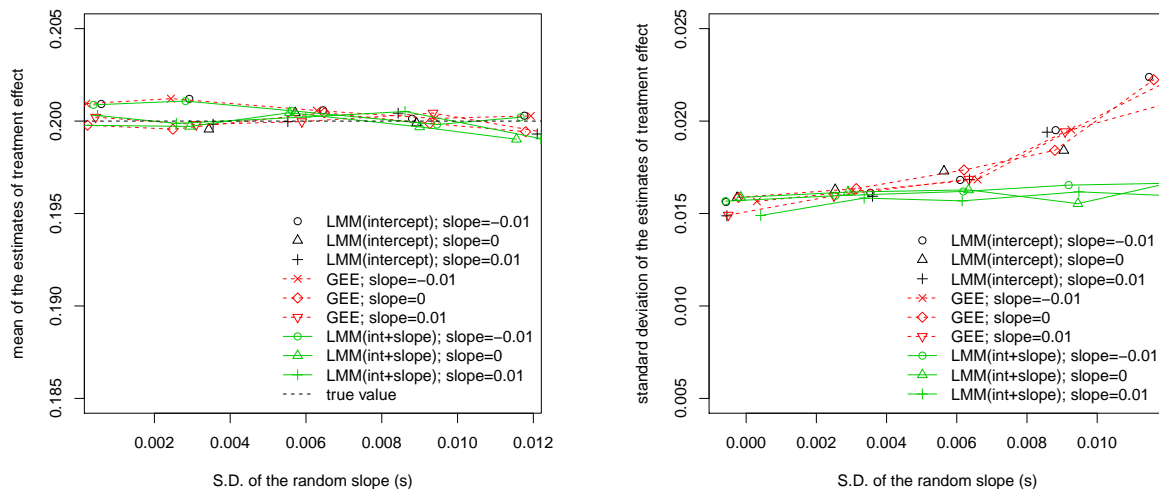 mean of the estimates of treatment effect
0.205
0.200
0.195
0.190
0.185
LMM(intercept); slope=−0.01
LMM(intercept); slope=0
LMM(intercept); slope=0.01
GEE; slope=−0.01
GEE; slope=0
GEE; slope=0.01
LMM(int+slope); slope=−0.01
LMM(int+slope); slope=0
LMM(int+slope); slope=0.01
true value
0.002 0.004 0.006 0.008 0.010 0.012
S.D. of the random slope (s)
standard deviation of the estimates of treatment effect
0.025
0.020
0.015
0.010
0.005
LMM(intercept); slope=−0.01
LMM(intercept); slope=0
LMM(intercept); slope=0.01
GEE; slope=−0.01
GEE; slope=0
GEE; slope=0.01
LMM(int+slope); slope=−0.01
LMM(int+slope); slope=0
LMM(int+slope); slope=0.01
0.000 0.002 0.004 0.006 0.008 0.010
S.D. of the random slope (s)